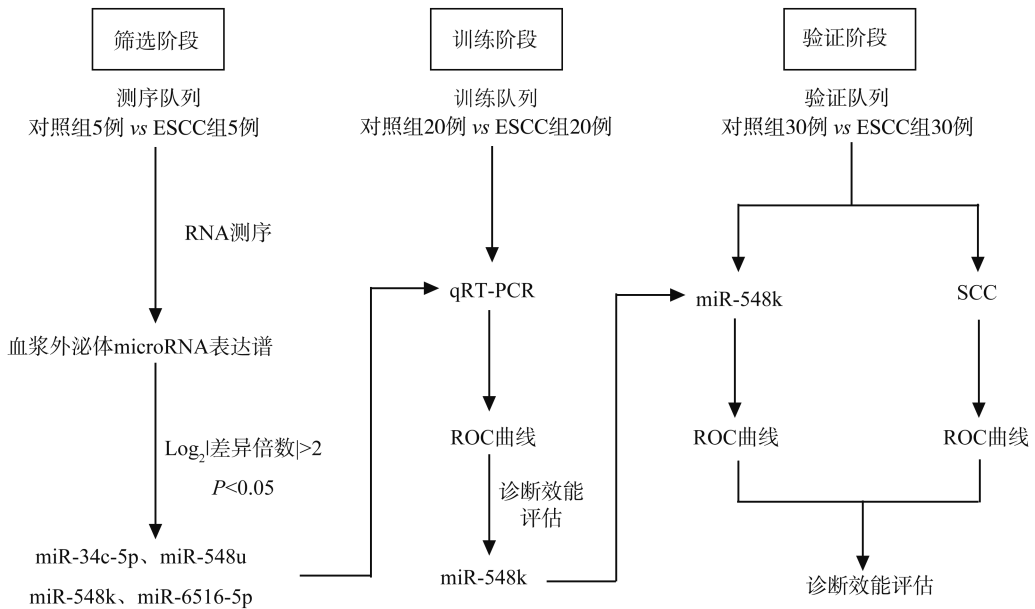 筛选阶段
测序队列
对照组5例 vs ESCC组5例
RNA测序
血浆外泌体microRNA表达谱
Log₂|差异倍数|>2
P<0.05
miR-34c-5p、miR-548u
miR-548k、miR-6516-5p
训练阶段
训练队列
对照组20例 vs ESCC组20例
qRT-PCR
ROC曲线
诊断效能
评估
miR-548k
验证阶段
验证队列
对照组30例 vs ESCC组30例
miR-548k
SCC
ROC曲线
ROC曲线
诊断效能评估